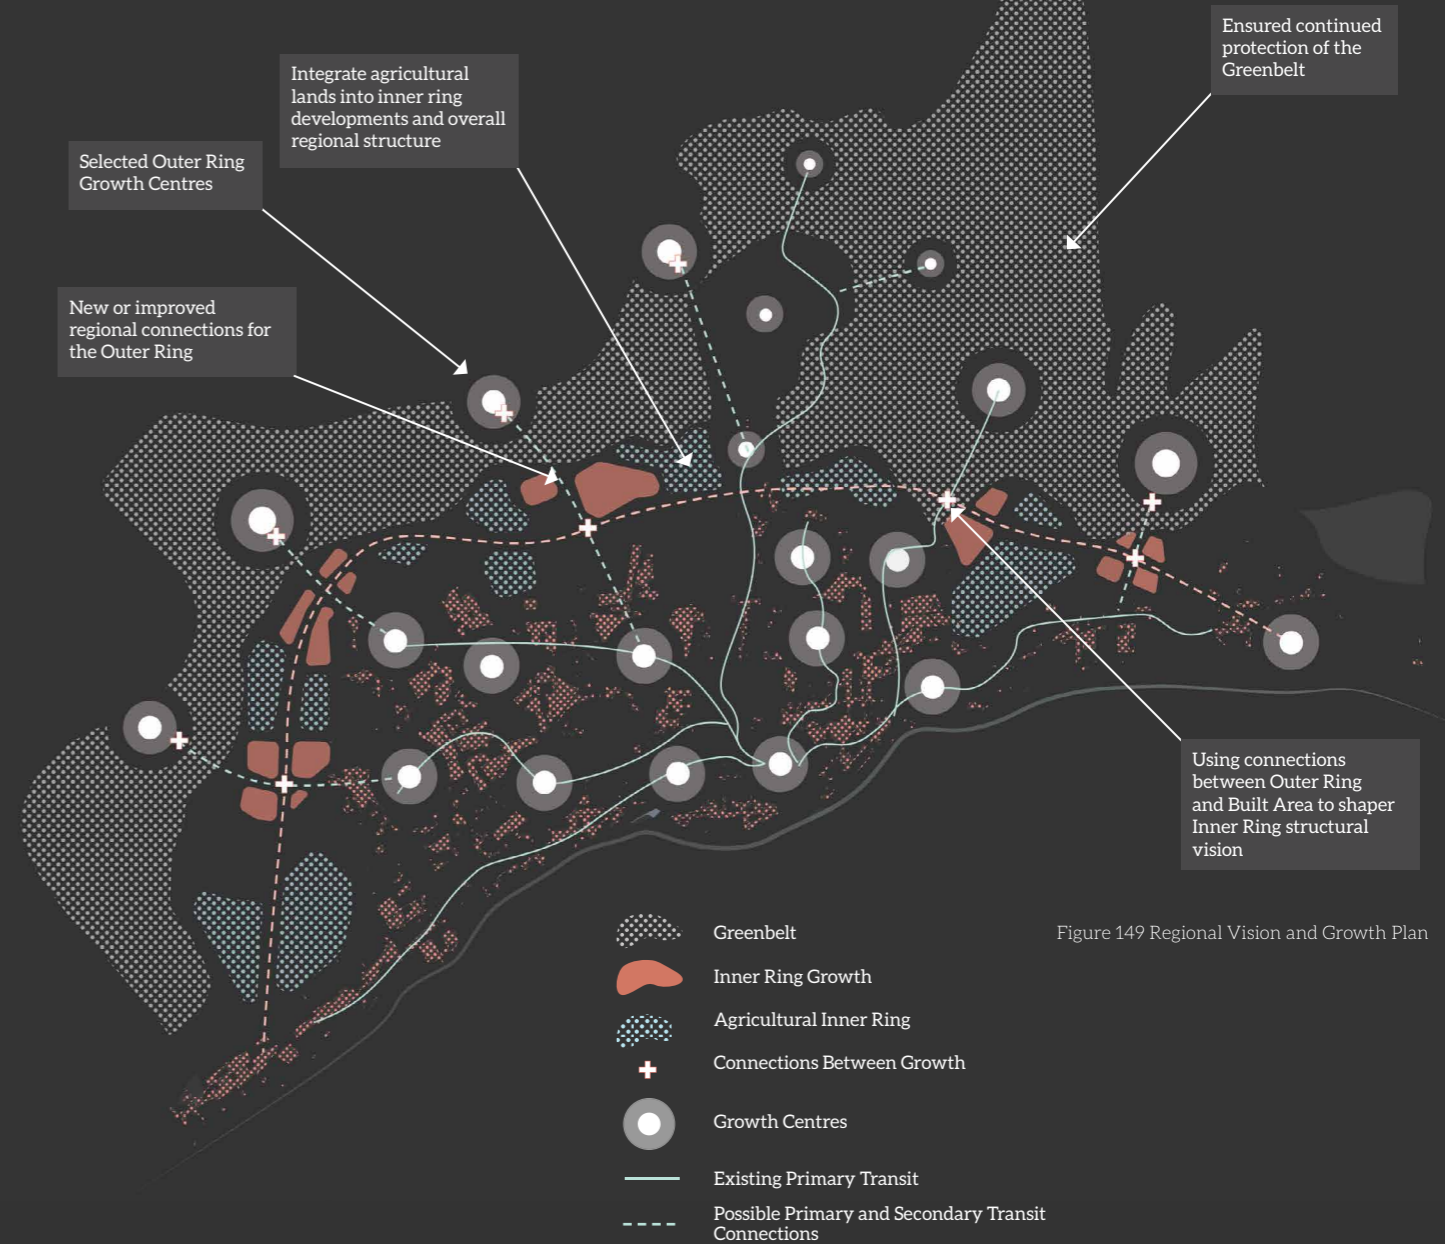 Ensured continued
protection of the
Greenbelt
Integrate agricultural
lands into inner ring
developments and overall
regional structure
Selected Outer Ring
Growth Centres
New or improved
regional connections for
the Outer Ring
Using connections
between Outer Ring
and Built Area to shaper
Inner Ring structural
vision
Greenbelt
Inner Ring Growth
Agricultural Inner Ring
Connections Between Growth
Growth Centres
Existing Primary Transit
Possible Primary and Secondary Transit
Connections
Figure 149 Regional Vision and Growth Plan